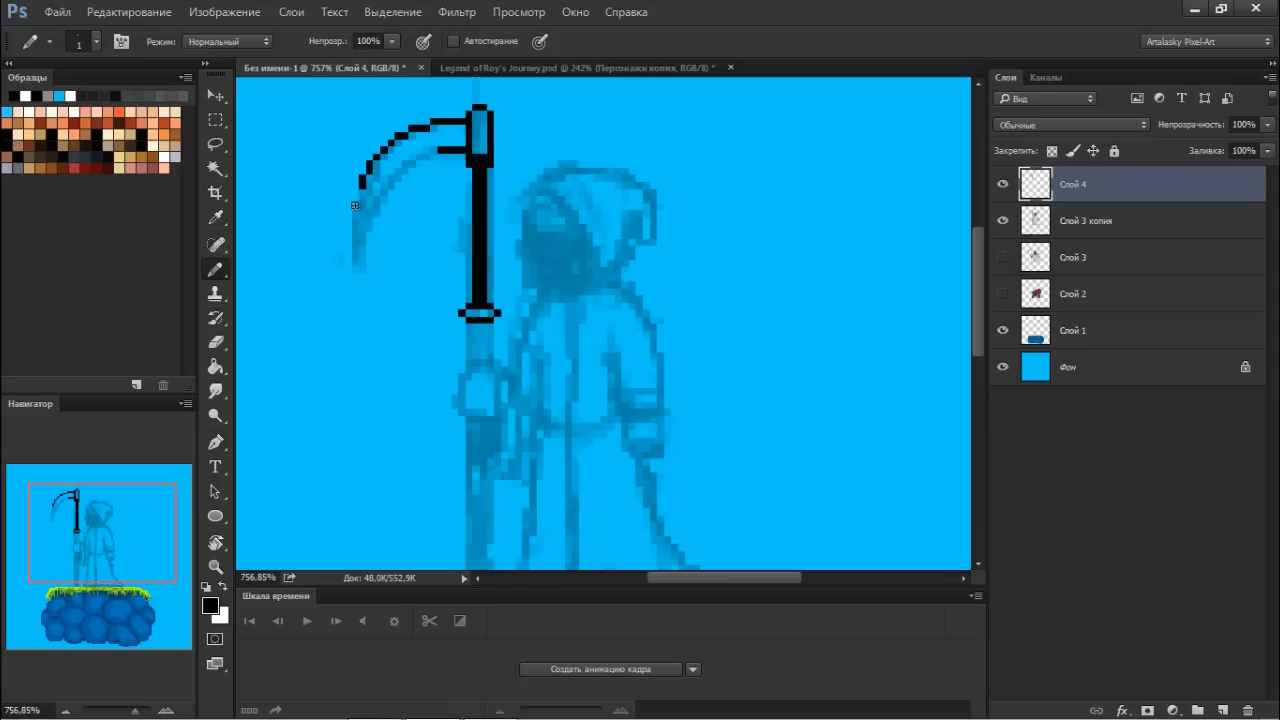 Ps Файл Редактирование Изображение Слои Текст Выделение Фильтр Просмотр Окно Справка
1 Режим: Нормальный Непрозр.: 100% Автостирание Artalasky Pixel-Art
Образцы
Без имени-1 @ 757% (Слой 4, RGB/8) * Legend of Roy's Journey.psd @ 242% (Персонажи копия, RGB/8) *
Слои Каналы
Вид
Обычные Непрозрачность: 100%
Закрепить: Заливка: 100%
Слой 4
Слой 3 копия
Слой 3
Слой 2
Слой 1
Фон
Навигатор
756,85%
756,85% Док: 48,0K/552,9K
Шкала времени
Создать анимацию кадра